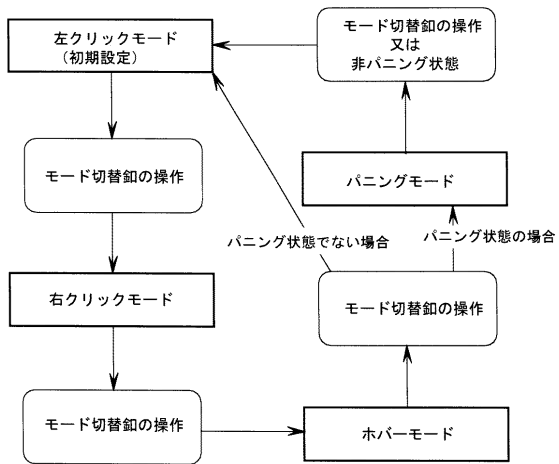 左クリックモード
(初期設定)
モード切替釦の操作
又は
非パニング状態
モード切替釦の操作
パニングモード
パニング状態でない場合
パニング状態の場合
右クリックモード
モード切替釦の操作
モード切替釦の操作
ホバーモード